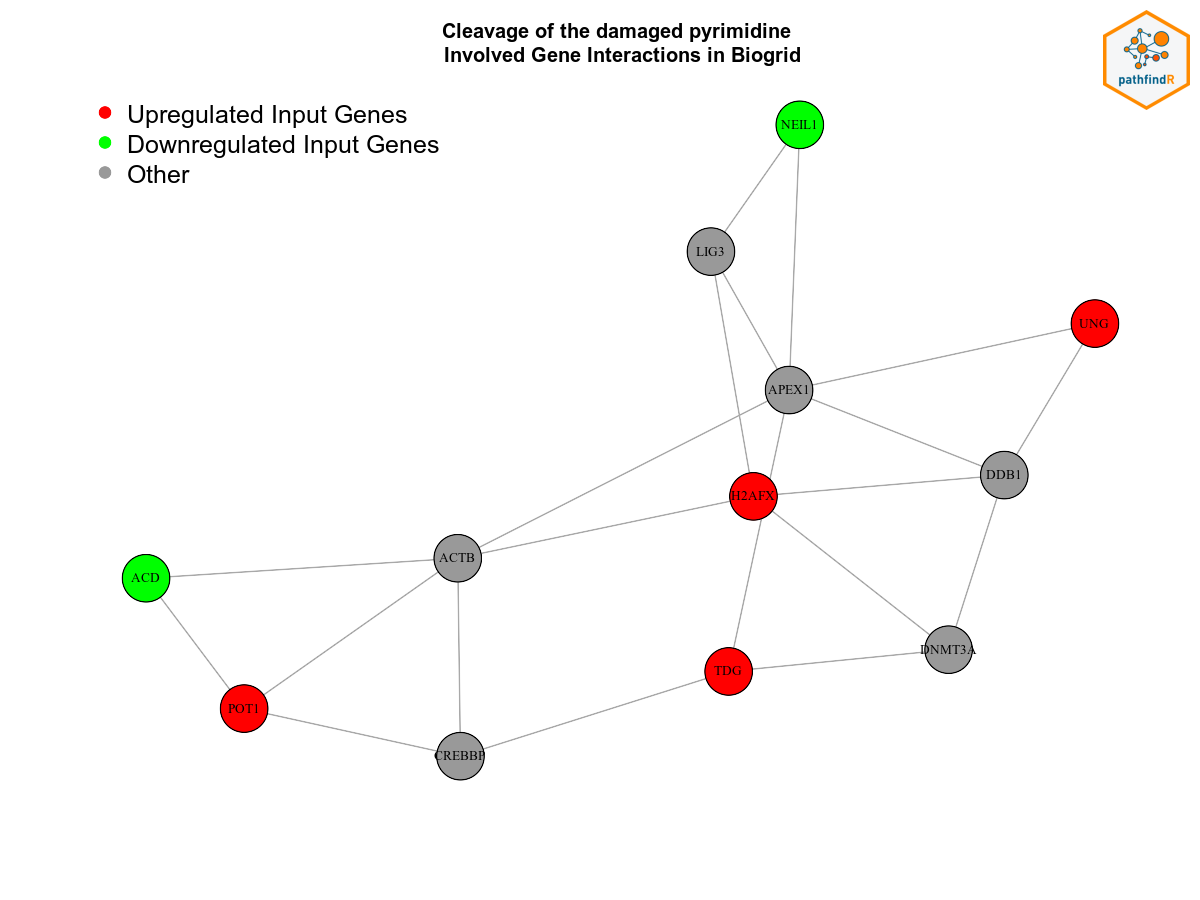 Cleavage of the damaged pyrimidine
Involved Gene Interactions in Biogrid
pathfindR
Upregulated Input Genes
Downregulated Input Genes
Other
NEIL1
LIG3
UNG
APEX1
DDB1
H2AFX
ACTB
ACD
DNMT3A
TDG
POT1
CREBBP